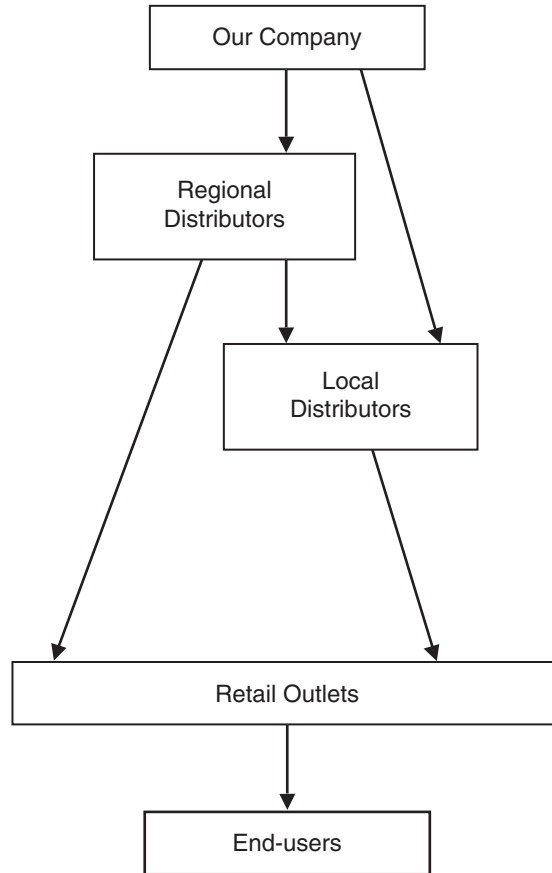 Our Company
Regional
Distributors
Local
Distributors
Retail Outlets
End-users